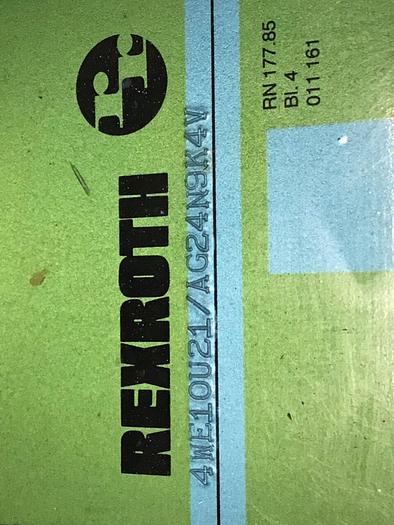 REXROTH
4WE10U21/AG24N9K4V
RN 177.85
Bl. 4
011 161